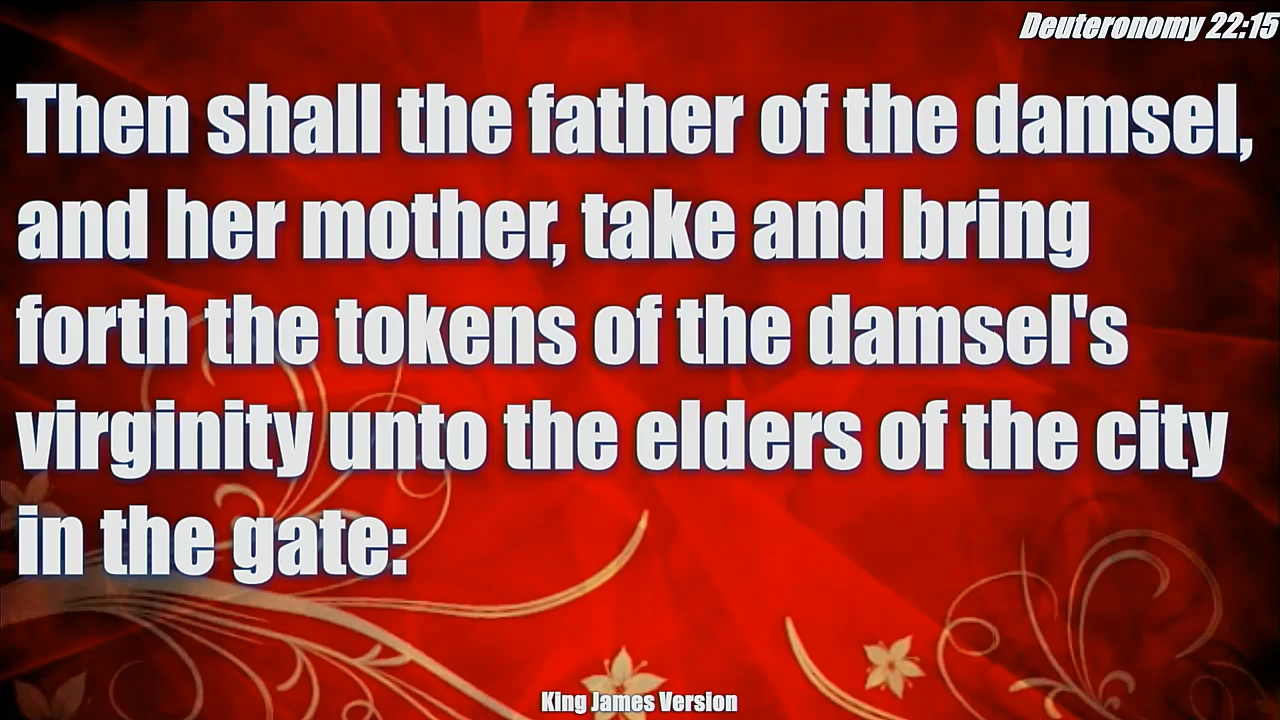 Deuteronomy 22:15
Then shall the father of the damsel,
and her mother, take and bring
forth the tokens of the damsel's
virginity unto the elders of the city
in the gate:
King James Version